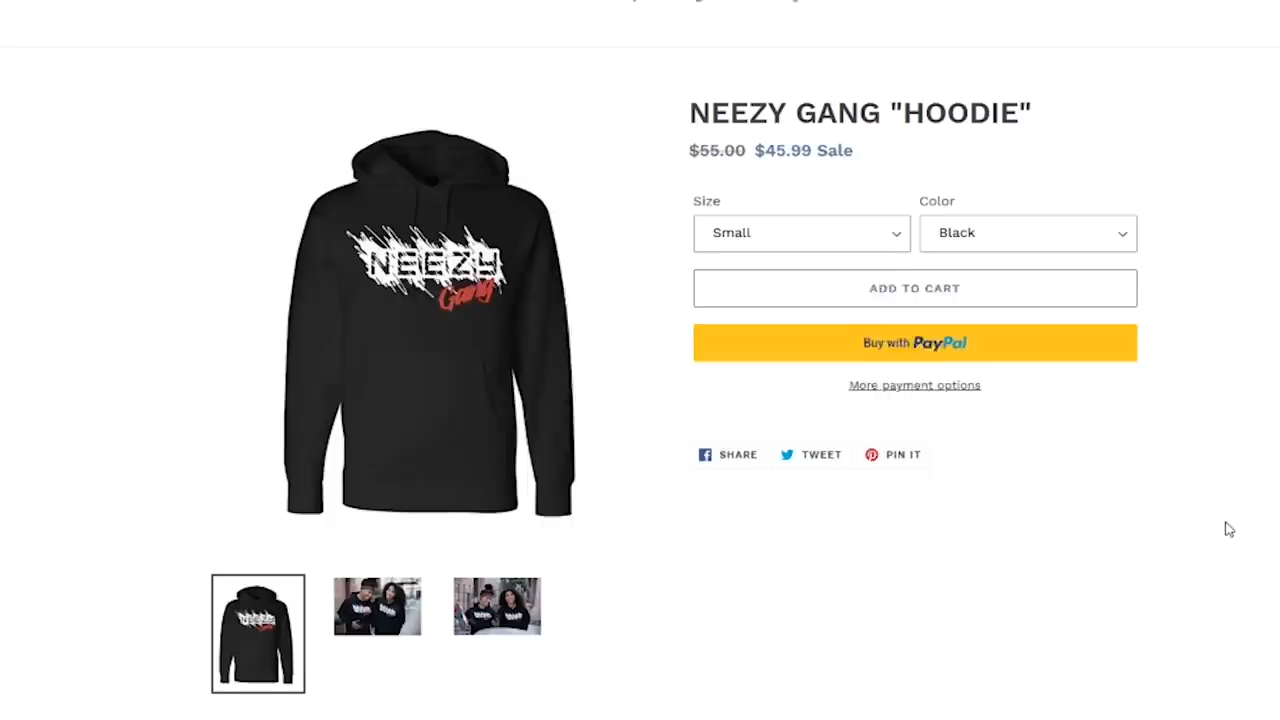 NEEZY GANG "HOODIE"
$55.00 $45.99 Sale
Size
Color
Small
Black
ADD TO CART
Buy with PayPal
More payment options
SHARE
TWEET
PIN IT
NEEZY
Gang
NEEZY